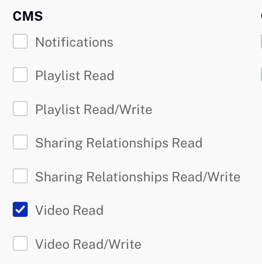 CMS
Notifications
Playlist Read
Playlist Read/Write
Sharing Relationships Read
Sharing Relationships Read/Write
Video Read
Video Read/Write